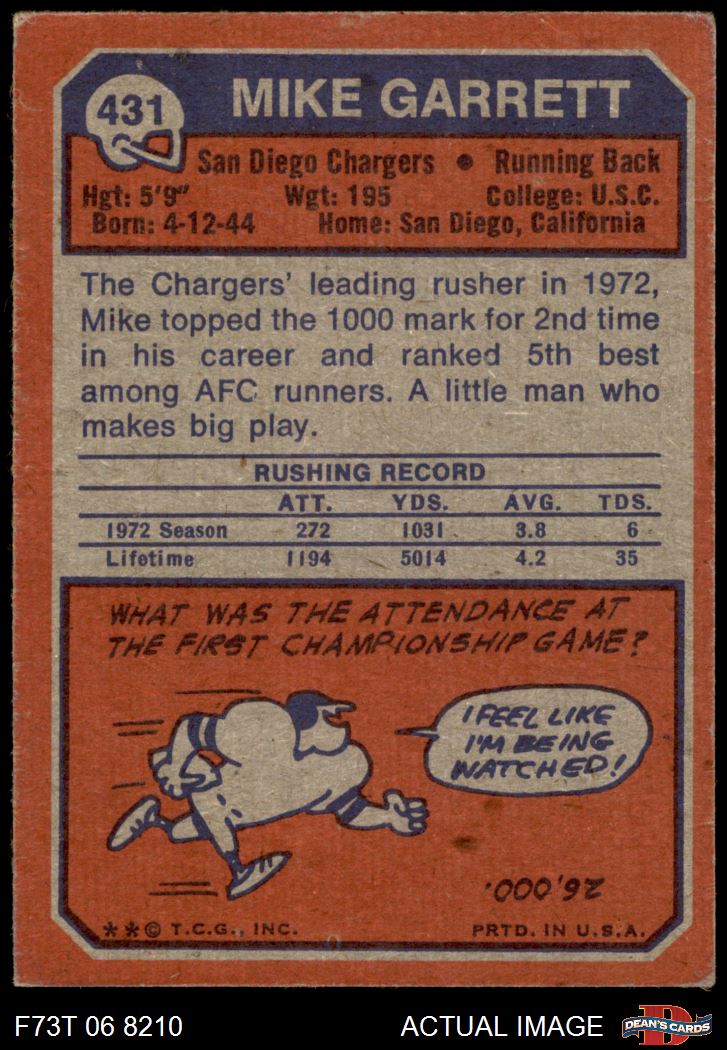 431
MIKE GARRETT
San Diego Chargers • Running Back
Hgt: 5'9" Wgt: 195 College: U.S.C.
Born: 4-12-44 Home: San Diego, California
The Chargers' leading rusher in 1972,
Mike topped the 1000 mark for 2nd time
in his career and ranked 5th best
among AFC runners. A little man who
makes big play.
RUSHING RECORD
ATT. YDS. AVG. TDS.
1972 Season 272 1031 3.8 6
Lifetime 1194 5014 4.2 35
WHAT WAS THE ATTENDANCE AT
THE FIRST CHAMPIONSHIP GAME?
I FEEL LIKE
I'M BEING
WATCHED!
26,000.
**© T.C.G., INC. PRTD. IN U.S.A.
F73T 06 8210 ACTUAL IMAGE
D
DEAN'S CARDS